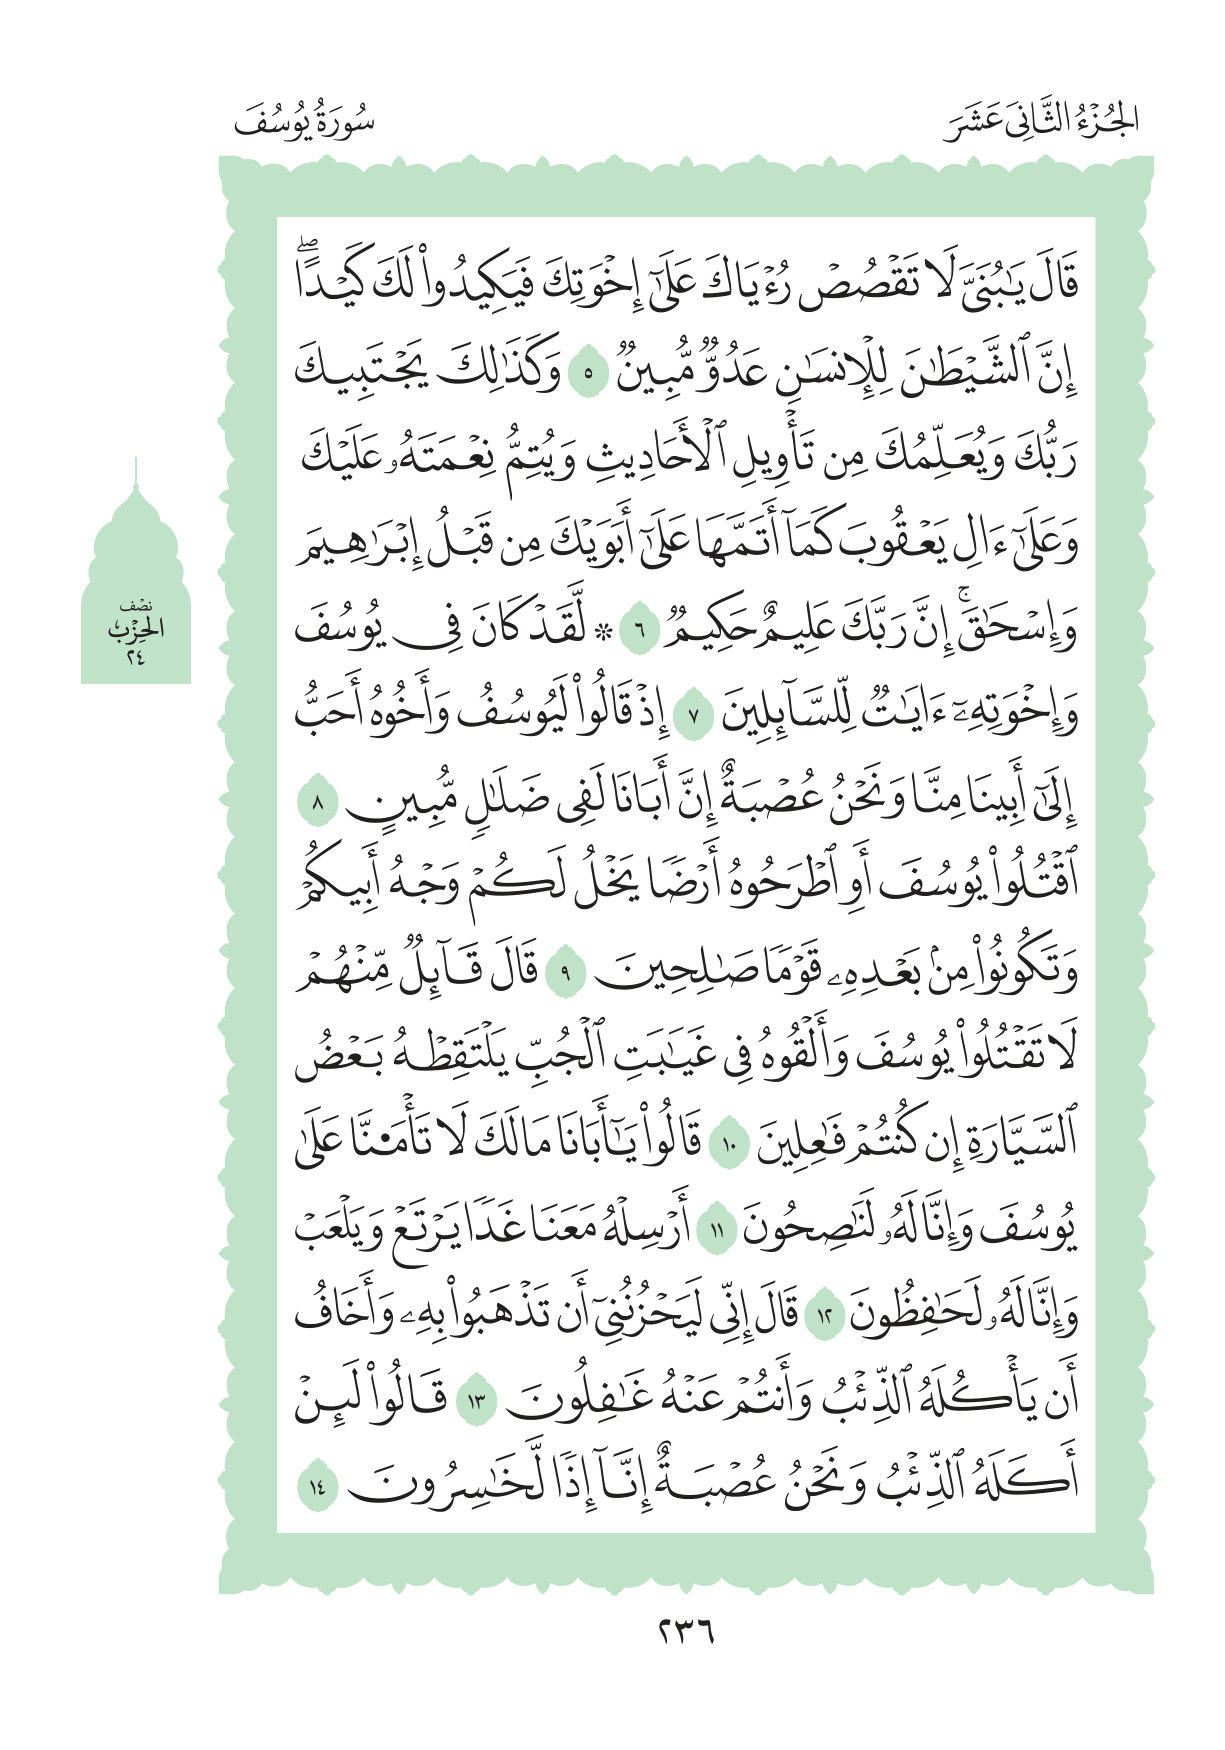 الجُزْءُ الثَّانِىَ عَشَرَ
سُورَةُ يُوسُفَ
قَالَ يَٰبُنَىَّ لَا تَقْصُصْ رُءْيَاكَ عَلَىٰٓ إِخْوَتِكَ فَيَكِيدُوا۟ لَكَ كَيْدًاۖ
إِنَّ ٱلشَّيْطَٰنَ لِلْإِنسَٰنِ عَدُوٌّ مُّبِينٌ ٥ وَكَذَٰلِكَ يَجْتَبِيكَ
رَبُّكَ وَيُعَلِّمُكَ مِن تَأْوِيلِ ٱلْأَحَادِيثِ وَيُتِمُّ نِعْمَتَهُۥ عَلَيْكَ
وَعَلَىٰٓ ءَالِ يَعْقُوبَ كَمَآ أَتَمَّهَا عَلَىٰٓ أَبَوَيْكَ مِن قَبْلُ إِبْرَٰهِيمَ
وَإِسْحَٰقَۚ إِنَّ رَبَّكَ عَلِيمٌ حَكِيمٌ ٦ ۞ لَّقَدْ كَانَ فِى يُوسُفَ
وَإِخْوَتِهِۦٓ ءَايَٰتٌ لِّلسَّآئِلِينَ ٧ إِذْ قَالُوا۟ لَيُوسُفُ وَأَخُوهُ أَحَبُّ
إِلَىٰٓ أَبِينَا مِنَّا وَنَحْنُ عُصْبَةٌ إِنَّ أَبَانَا لَفِى ضَلَٰلٍ مُّبِينٍ ٨
ٱقْتُلُوا۟ يُوسُفَ أَوِ ٱطْرَحُوهُ أَرْضًا يَخْلُ لَكُمْ وَجْهُ أَبِيكُمْ
وَتَكُونُوا۟ مِنۢ بَعْدِهِۦ قَوْمًا صَٰلِحِينَ ٩ قَالَ قَآئِلٌ مِّنْهُمْ
لَا تَقْتُلُوا۟ يُوسُفَ وَأَلْقُوهُ فِى غَيَٰبَتِ ٱلْجُبِّ يَلْتَقِطْهُ بَعْضُ
ٱلسَّيَّارَةِ إِن كُنتُمْ فَٰعِلِينَ ١٠ قَالُوا۟ يَٰٓأَبَانَا مَا لَكَ لَا تَأْمَ۫نَّا عَلَىٰ
يُوسُفَ وَإِنَّا لَهُۥ لَنَٰصِحُونَ ١١ أَرْسِلْهُ مَعَنَا غَدًا يَرْتَعْ وَيَلْعَبْ
وَإِنَّا لَهُۥ لَحَٰفِظُونَ ١٢ قَالَ إِنِّى لَيَحْزُنُنِىٓ أَن تَذْهَبُوا۟ بِهِۦ وَأَخَافُ
أَن يَأْكُلَهُ ٱلذِّئْبُ وَأَنتُمْ عَنْهُ غَٰفِلُونَ ١٣ قَالُوا۟ لَئِنْ
أَكَلَهُ ٱلذِّئْبُ وَنَحْنُ عُصْبَةٌ إِنَّآ إِذًا لَّخَٰسِرُونَ ١٤
نصْف
الحِزْبُ
٢٤
٢٣٦